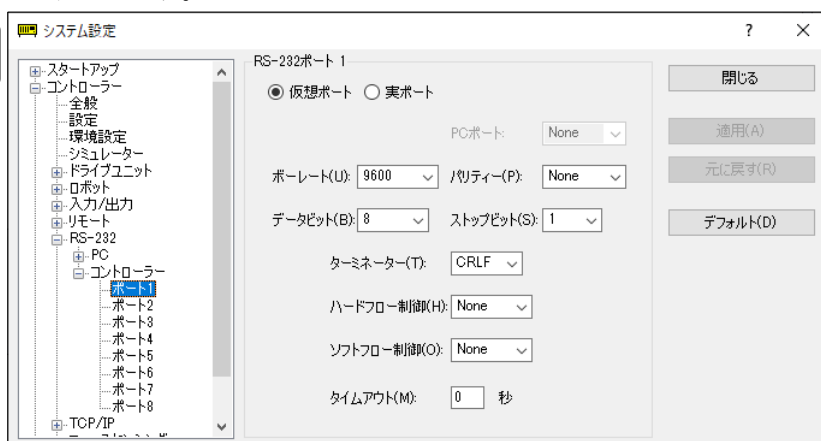 システム設定
? ×
スタートアップ
コントローラー
全般
設定
環境設定
シミュレーター
ドライブユニット
ロボット
入力/出力
リモート
RS-232
PC
コントローラー
ポート1
ポート2
ポート3
ポート4
ポート5
ポート6
ポート7
ポート8
TCP/IP
RS-232ポート 1
仮想ポート 実ポート
PCポート: None
ボーレート(U): 9600 パリティー(P): None
データビット(B): 8 ストップビット(S): 1
ターミネーター(T): CRLF
ハードフロー制御(H): None
ソフトフロー制御(O): None
タイムアウト(M): 0 秒
閉じる
適用(A)
元に戻す(R)
デフォルト(D)